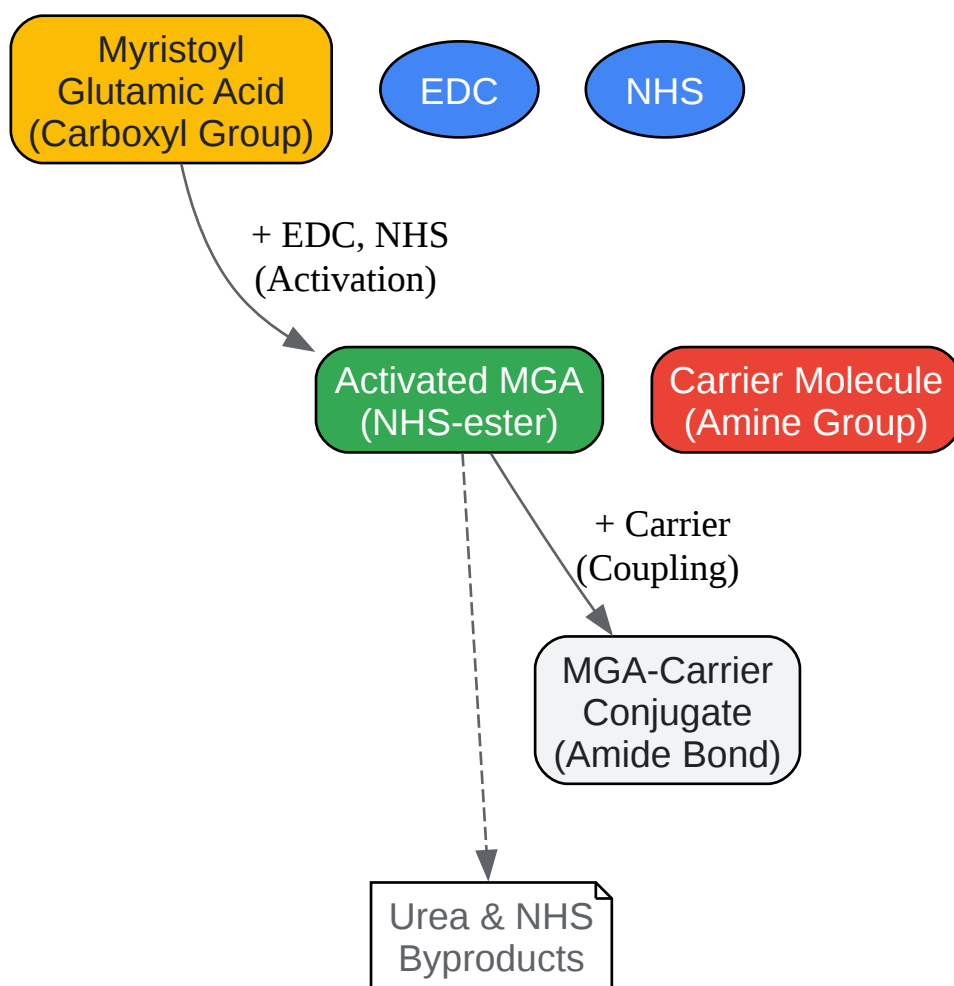 Myristoyl
Glutamic Acid
(Carboxyl Group)
EDC
NHS
+ EDC, NHS
(Activation)
Activated MGA
(NHS-ester)
Carrier Molecule
(Amine Group)
+ Carrier
(Coupling)
MGA-Carrier
Conjugate
(Amide Bond)
Urea & NHS
Byproducts